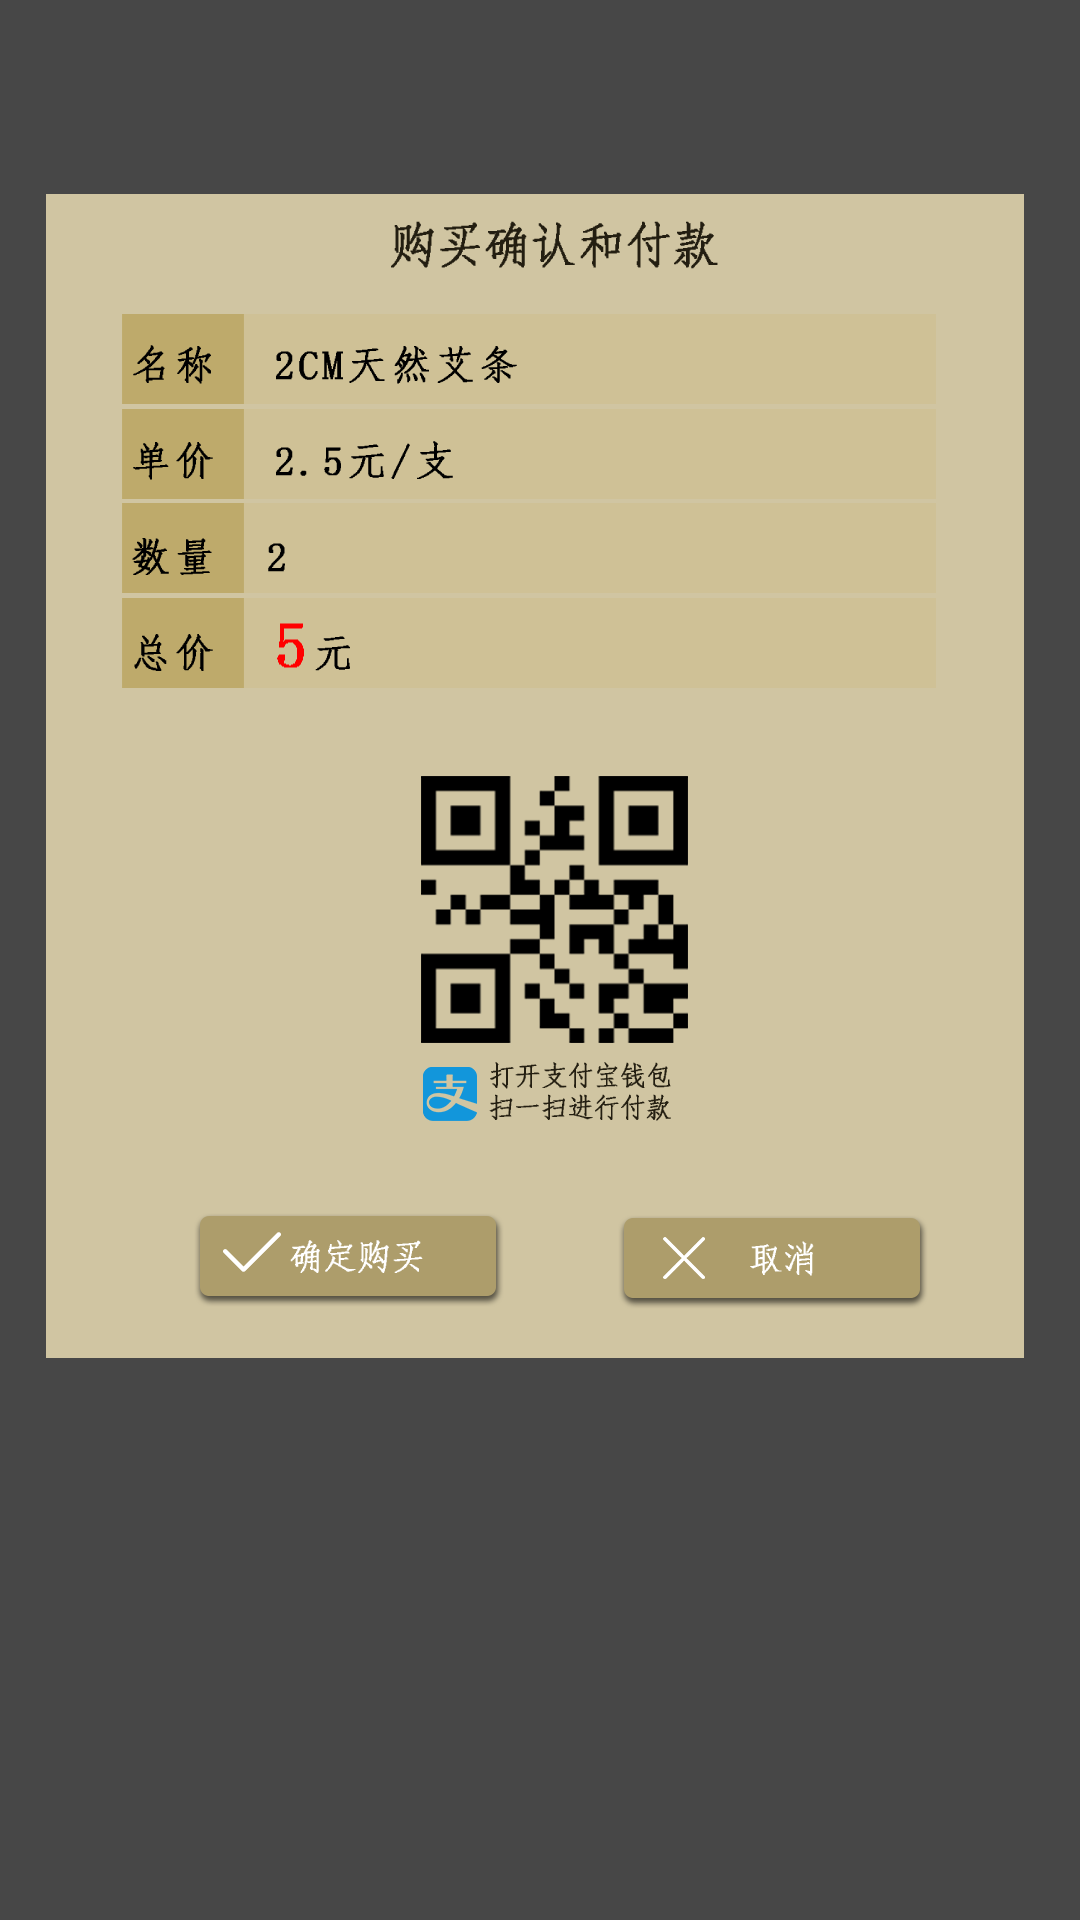 购买确认和付款
名称 2CM天然艾条
单价 2.5元/支
数量 2
总价 5元
支 打开支付宝钱包
扫一扫进行付款
确定购买
取消